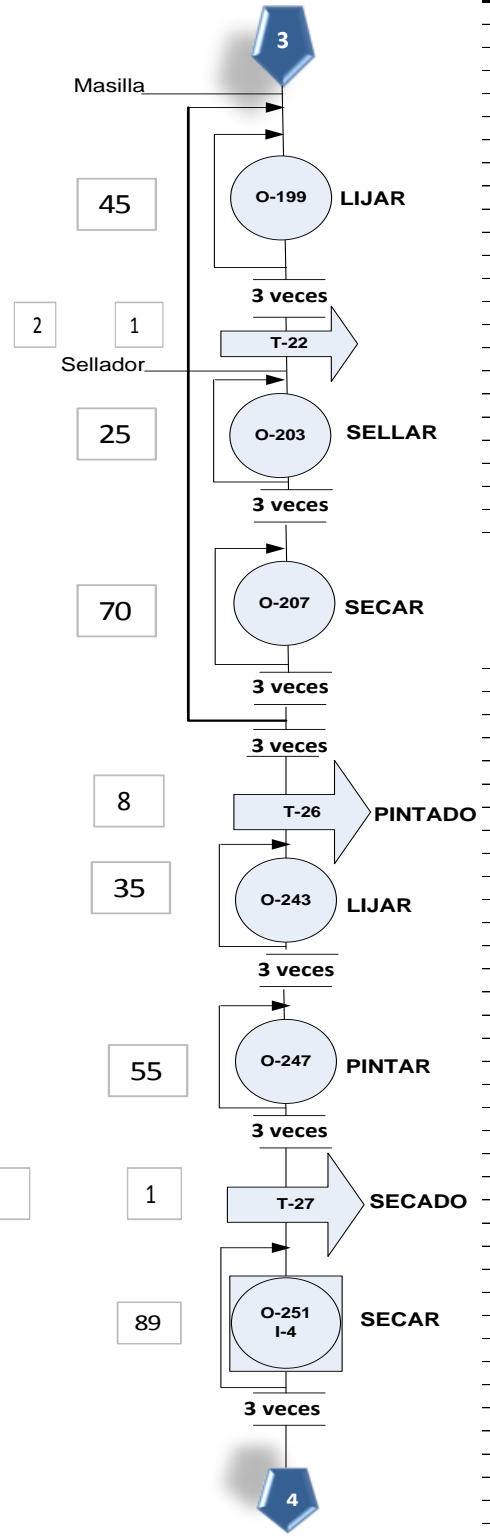 3
Masilla
45
O-199 LIJAR
3 veces
2 1
T-22
Sellador
25
O-203 SELLAR
3 veces
70
O-207 SECAR
3 veces
3 veces
8
T-26 PINTADO
35
O-243 LIJAR
3 veces
55
O-247 PINTAR
3 veces
1
T-27 SECADO
89
O-251 SECAR
I-4
3 veces
4